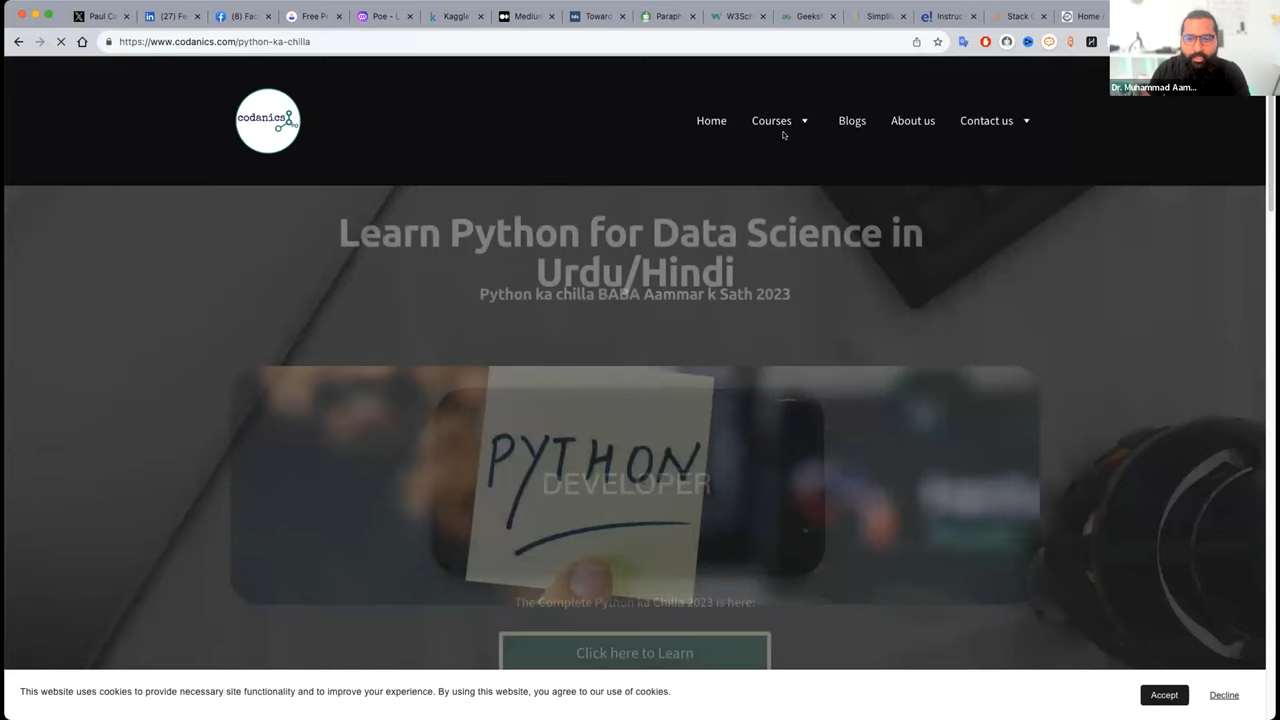 Paul Co
(27) Fe
(8) Fac
Free Pr
Poe - L
Kaggle
Medium
Toward
Paraph
W3Sch
Geeks
Simplil
Instruc
Stack O
Home /
https://www.codanics.com/python-ka-chilla
Dr. Muhammad Aam...
codanics
Home
Courses
Blogs
About us
Contact us
Learn Python for Data Science in
Urdu/Hindi
Python ka chilla BABA Aammar k Sath 2023
PYTHON
DEVELOPER
The Complete Python ka Chilla 2023 is here:
Click here to Learn
This website uses cookies to provide necessary site functionality and to improve your experience. By using this website, you agree to our use of cookies.
Accept
Decline